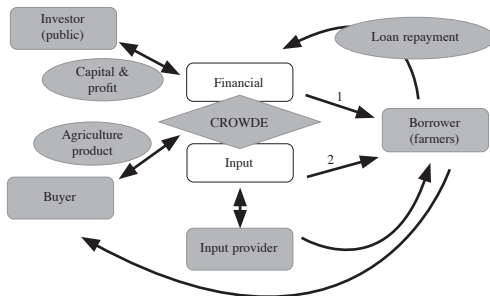 Investor
(public)
Loan repayment
Capital &
profit
Financial
1
CROWDE
Borrower
(farmers)
Agriculture
product
Input
2
Buyer
Input provider